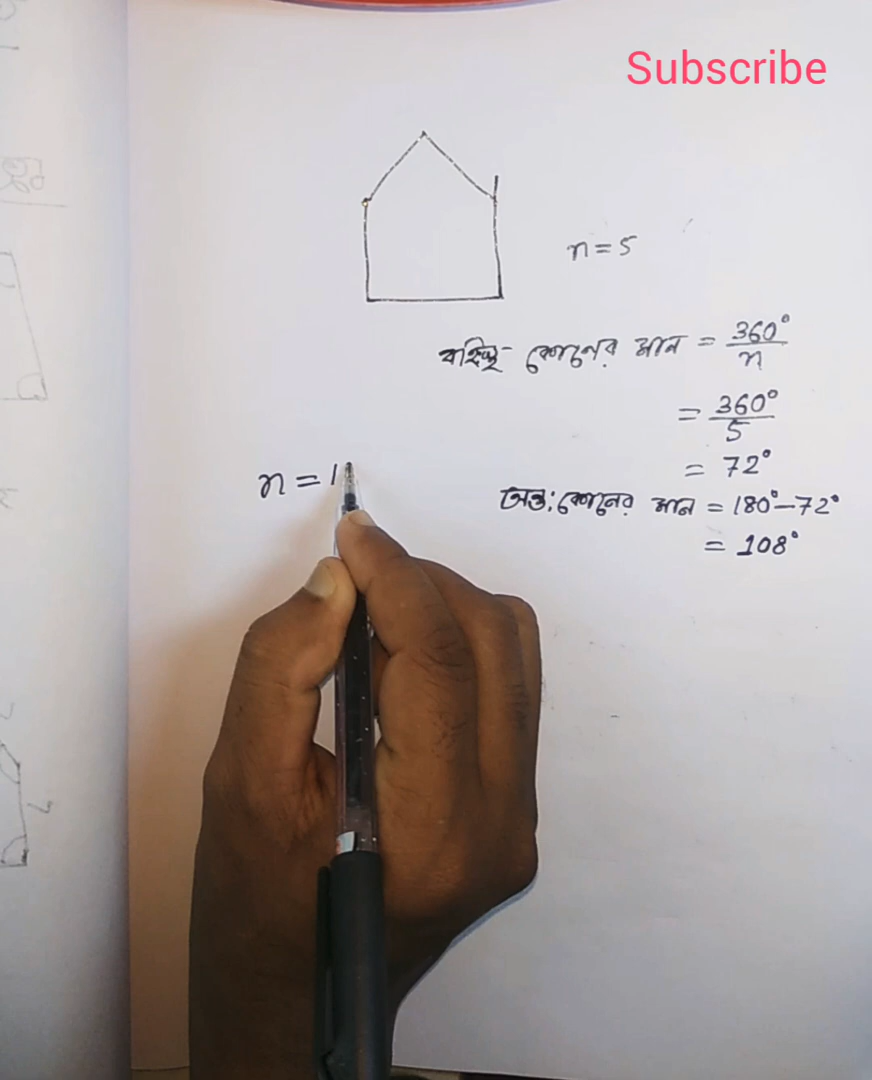 Subscribe
n = 5
বহিস্থ কোনের মান = 360°/n
= 360°/5
= 72°
n = 1
অন্ত:কোনের মান = 180° - 72°
= 108°